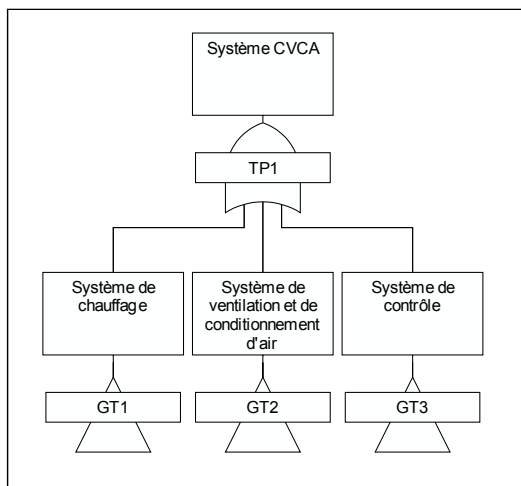 Système CVCA
TP1
Système de
chauffage
Système de
ventilation et de
conditionnement
d'air
Système de
contrôle
GT1
GT2
GT3